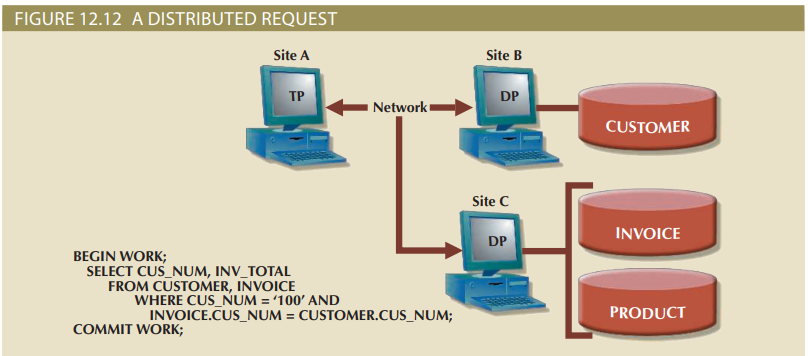 FIGURE 12.12 A DISTRIBUTED REQUEST
Site A
Site B
TP
Network
DP
CUSTOMER
Site C
DP
INVOICE
PRODUCT
BEGIN WORK;
SELECT CUS_NUM, INV_TOTAL
FROM CUSTOMER, INVOICE
WHERE CUS_NUM = ‘100’ AND
INVOICE.CUS_NUM = CUSTOMER.CUS_NUM;
COMMIT WORK;